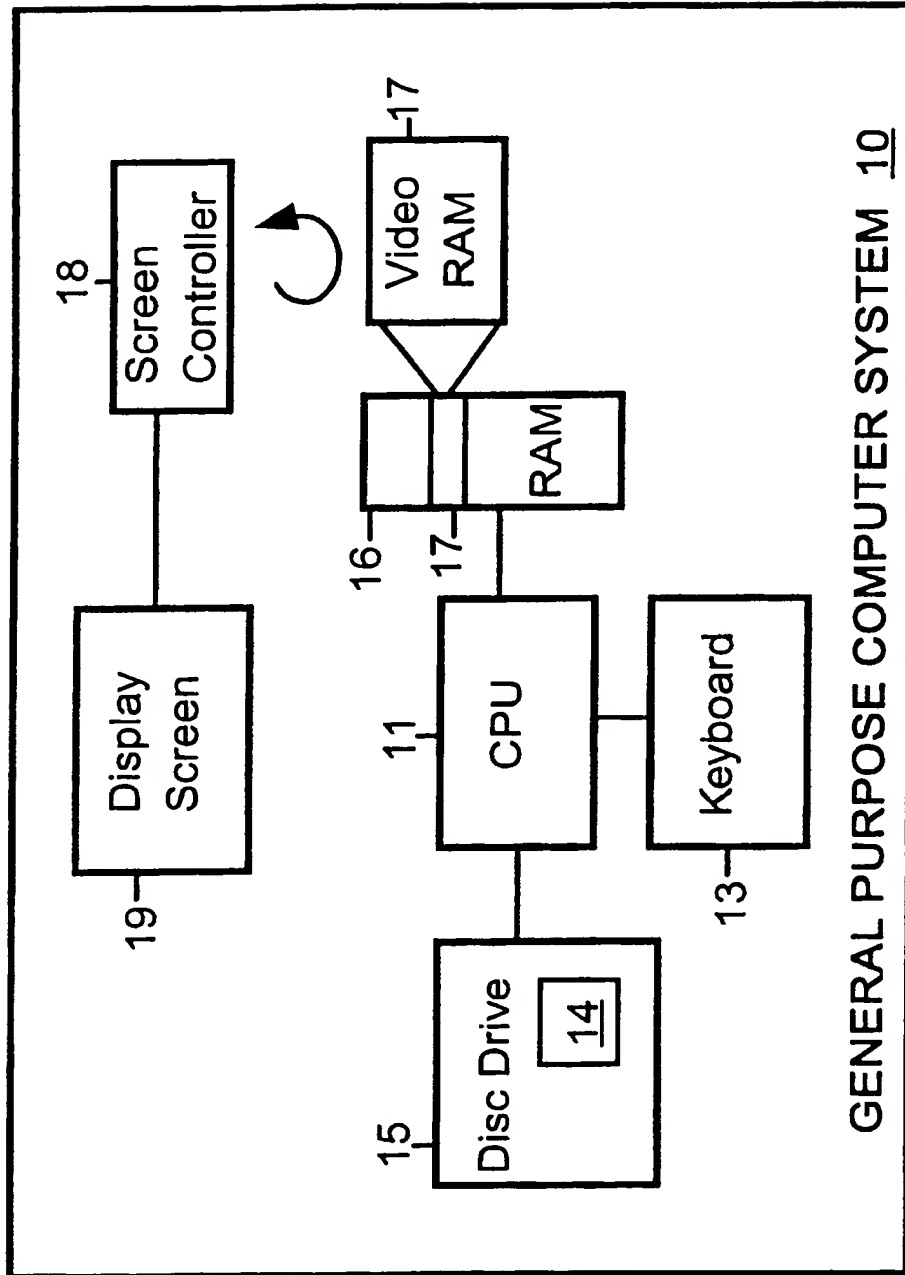 18
Display
Screen
Screen
Controller
19
16
17
Video
RAM
17
RAM
11
CPU
15
Disc Drive
14
13
Keyboard
GENERAL PURPOSE COMPUTER SYSTEM 10